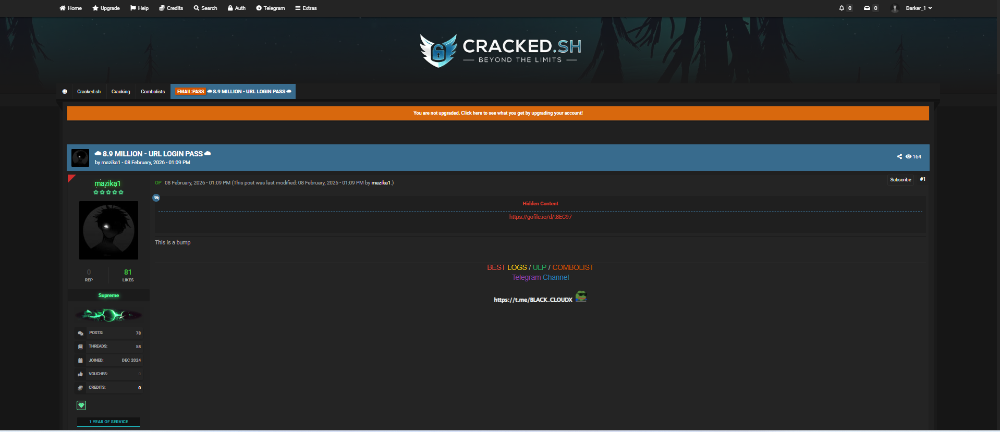 Home Upgrade Help Credits Search Auth Telegram Extras 0 0 Darker_1
CRACKED.SH
BEYOND THE LIMITS
Cracked.sh Cracking Combolists EMAIL:PASS 8.9 MILLION - URL LOGIN PASS
You are not upgraded. Click here to see what you get by upgrading your account!
8.9 MILLION - URL LOGIN PASS
by mazika1 - 08 February, 2026 - 01:09 PM
164
mazika1
OP 08 February, 2026 - 01:09 PM (This post was last modified: 08 February, 2026 - 01:09 PM by mazika1.)
Subscribe #1
Hidden Content
https://gofile.io/d/t8EC97
This is a bump
BEST LOGS / ULP / COMBOLIST
Telegram Channel
https://t.me/BLACK_CLOUDX
0 81
REP LIKES
Supreme
POSTS: 78
THREADS: 58
JOINED: DEC 2024
VOUCHES: 0
CREDITS: 0
1 YEAR OF SERVICE